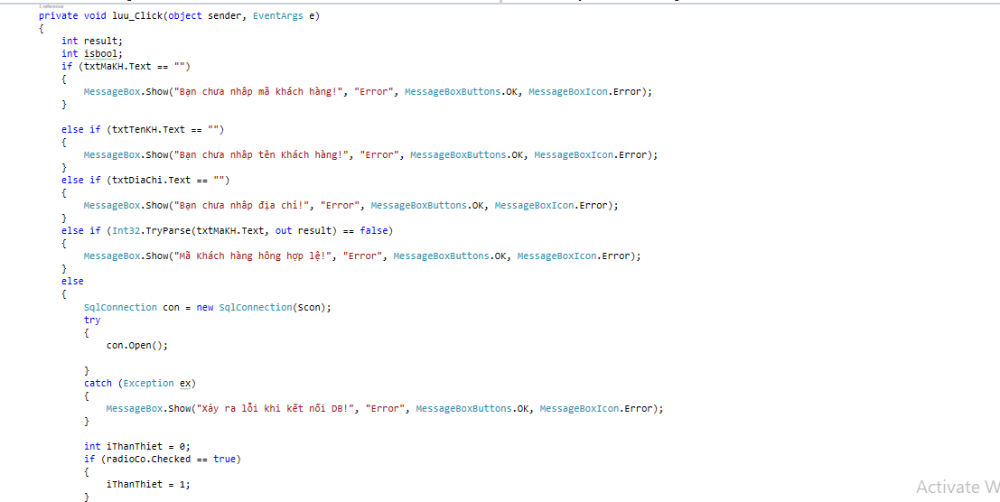 1 reference
private void luu_Click(object sender, EventArgs e)
{
int result;
int isbool;
if (txtMaKH.Text == "")
{
MessageBox.Show("Bạn chưa nhâp mã khách hàng!", "Error", MessageBoxButtons.OK, MessageBoxIcon.Error);
}
else if (txtTenKH.Text == "")
{
MessageBox.Show("Bạn chưa nhâp tên Khách hàng!", "Error", MessageBoxButtons.OK, MessageBoxIcon.Error);
}
else if (txtDiaChi.Text == "")
{
MessageBox.Show("Bạn chưa nhâp địa chỉ!", "Error", MessageBoxButtons.OK, MessageBoxIcon.Error);
}
else if (Int32.TryParse(txtMaKH.Text, out result) == false)
{
MessageBox.Show("Mã Khách hàng hông hợp lệ!", "Error", MessageBoxButtons.OK, MessageBoxIcon.Error);
}
else
{
SqlConnection con = new SqlConnection(Scon);
try
{
con.Open();
}
catch (Exception ex)
{
MessageBox.Show("Xảy ra lỗi khi kết nối DB!", "Error", MessageBoxButtons.OK, MessageBoxIcon.Error);
}
int iThanThiet = 0;
if (radioCo.Checked == true)
{
iThanThiet = 1;
}
Activate W